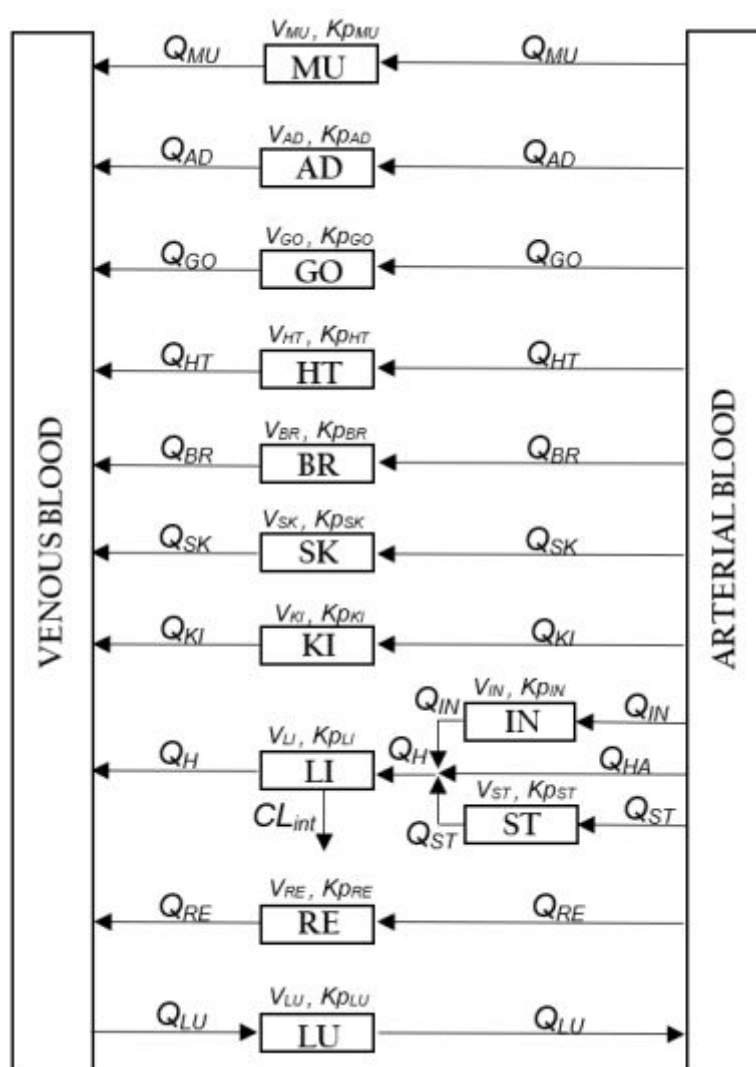 VENOUS BLOOD
ARTERIAL BLOOD
V_MU, Kp_MU
Q_MU MU Q_MU
V_AD, Kp_AD
Q_AD AD Q_AD
V_GO, Kp_GO
Q_GO GO Q_GO
V_HT, Kp_HT
Q_HT HT Q_HT
V_BR, Kp_BR
Q_BR BR Q_BR
V_SK, Kp_SK
Q_SK SK Q_SK
V_KI, Kp_KI
Q_KI KI Q_KI
V_IN, Kp_IN
Q_IN IN Q_IN
V_LI, Kp_LI
Q_H LI Q_H Q_HA
V_ST, Kp_ST
CL_int Q_ST ST Q_ST
V_RE, Kp_RE
Q_RE RE Q_RE
V_LU, Kp_LU
Q_LU LU Q_LU